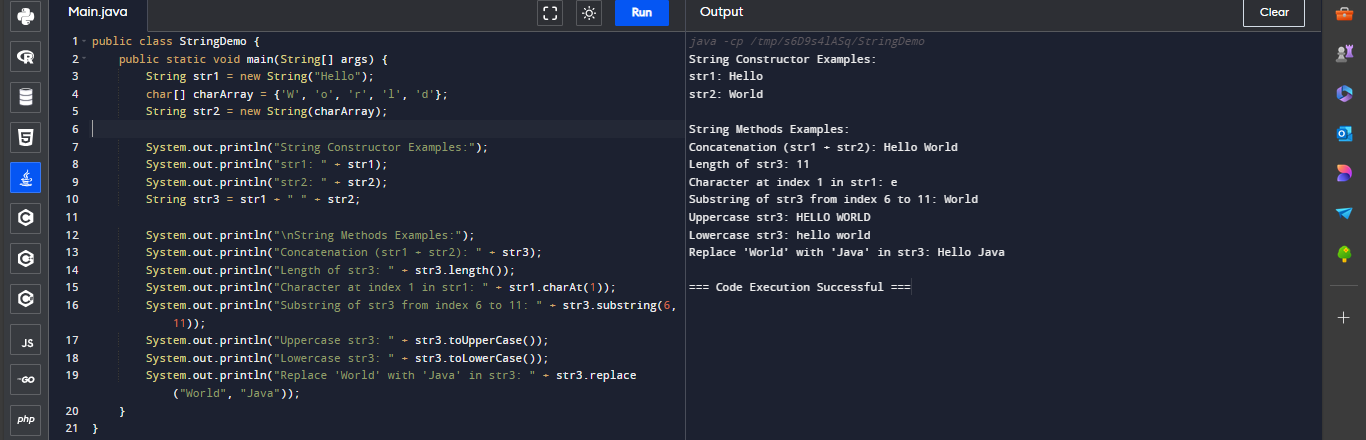 Main.java
Run
Output
Clear
1 public class StringDemo {
2 public static void main(String[] args) {
3 String str1 = new String("Hello");
4 char[] charArray = {'W', 'o', 'r', 'l', 'd'};
5 String str2 = new String(charArray);
6
7 System.out.println("String Constructor Examples:");
8 System.out.println("str1: " + str1);
9 System.out.println("str2: " + str2);
10 String str3 = str1 + " " + str2;
11
12 System.out.println("\nString Methods Examples:");
13 System.out.println("Concatenation (str1 + str2): " + str3);
14 System.out.println("Length of str3: " + str3.length());
15 System.out.println("Character at index 1 in str1: " + str1.charAt(1));
16 System.out.println("Substring of str3 from index 6 to 11: " + str3.substring(6,
11));
17 System.out.println("Uppercase str3: " + str3.toUpperCase());
18 System.out.println("Lowercase str3: " + str3.toLowerCase());
19 System.out.println("Replace 'World' with 'Java' in str3: " + str3.replace
("World", "Java"));
20 }
21 }
java -cp /tmp/s6D9s4lASq/StringDemo
String Constructor Examples:
str1: Hello
str2: World
String Methods Examples:
Concatenation (str1 + str2): Hello World
Length of str3: 11
Character at index 1 in str1: e
Substring of str3 from index 6 to 11: World
Uppercase str3: HELLO WORLD
Lowercase str3: hello world
Replace 'World' with 'Java' in str3: Hello Java
=== Code Execution Successful ===
R
5
C
C
C
JS
GO
php